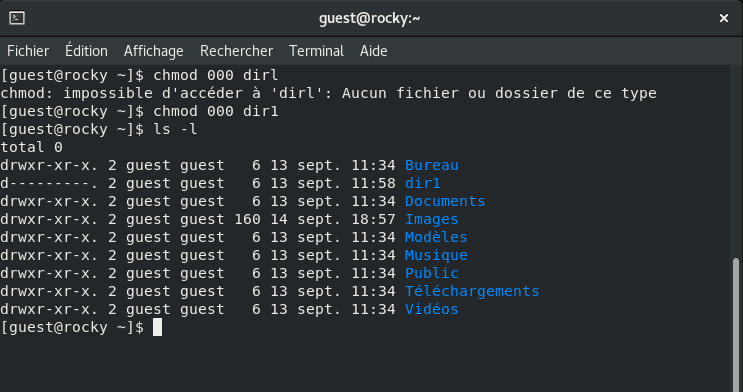 guest@rocky:~
Fichier Édition Affichage Rechercher Terminal Aide
[guest@rocky ~]$ chmod 000 dirl
chmod: impossible d'accéder à 'dirl': Aucun fichier ou dossier de ce type
[guest@rocky ~]$ chmod 000 dir1
[guest@rocky ~]$ ls -l
total 0
drwxr-xr-x. 2 guest guest   6 13 sept. 11:34 Bureau
d---------. 2 guest guest   6 13 sept. 11:58 dir1
drwxr-xr-x. 2 guest guest   6 13 sept. 11:34 Documents
drwxr-xr-x. 2 guest guest 160 14 sept. 18:57 Images
drwxr-xr-x. 2 guest guest   6 13 sept. 11:34 Modèles
drwxr-xr-x. 2 guest guest   6 13 sept. 11:34 Musique
drwxr-xr-x. 2 guest guest   6 13 sept. 11:34 Public
drwxr-xr-x. 2 guest guest   6 13 sept. 11:34 Téléchargements
drwxr-xr-x. 2 guest guest   6 13 sept. 11:34 Vidéos
[guest@rocky ~]$